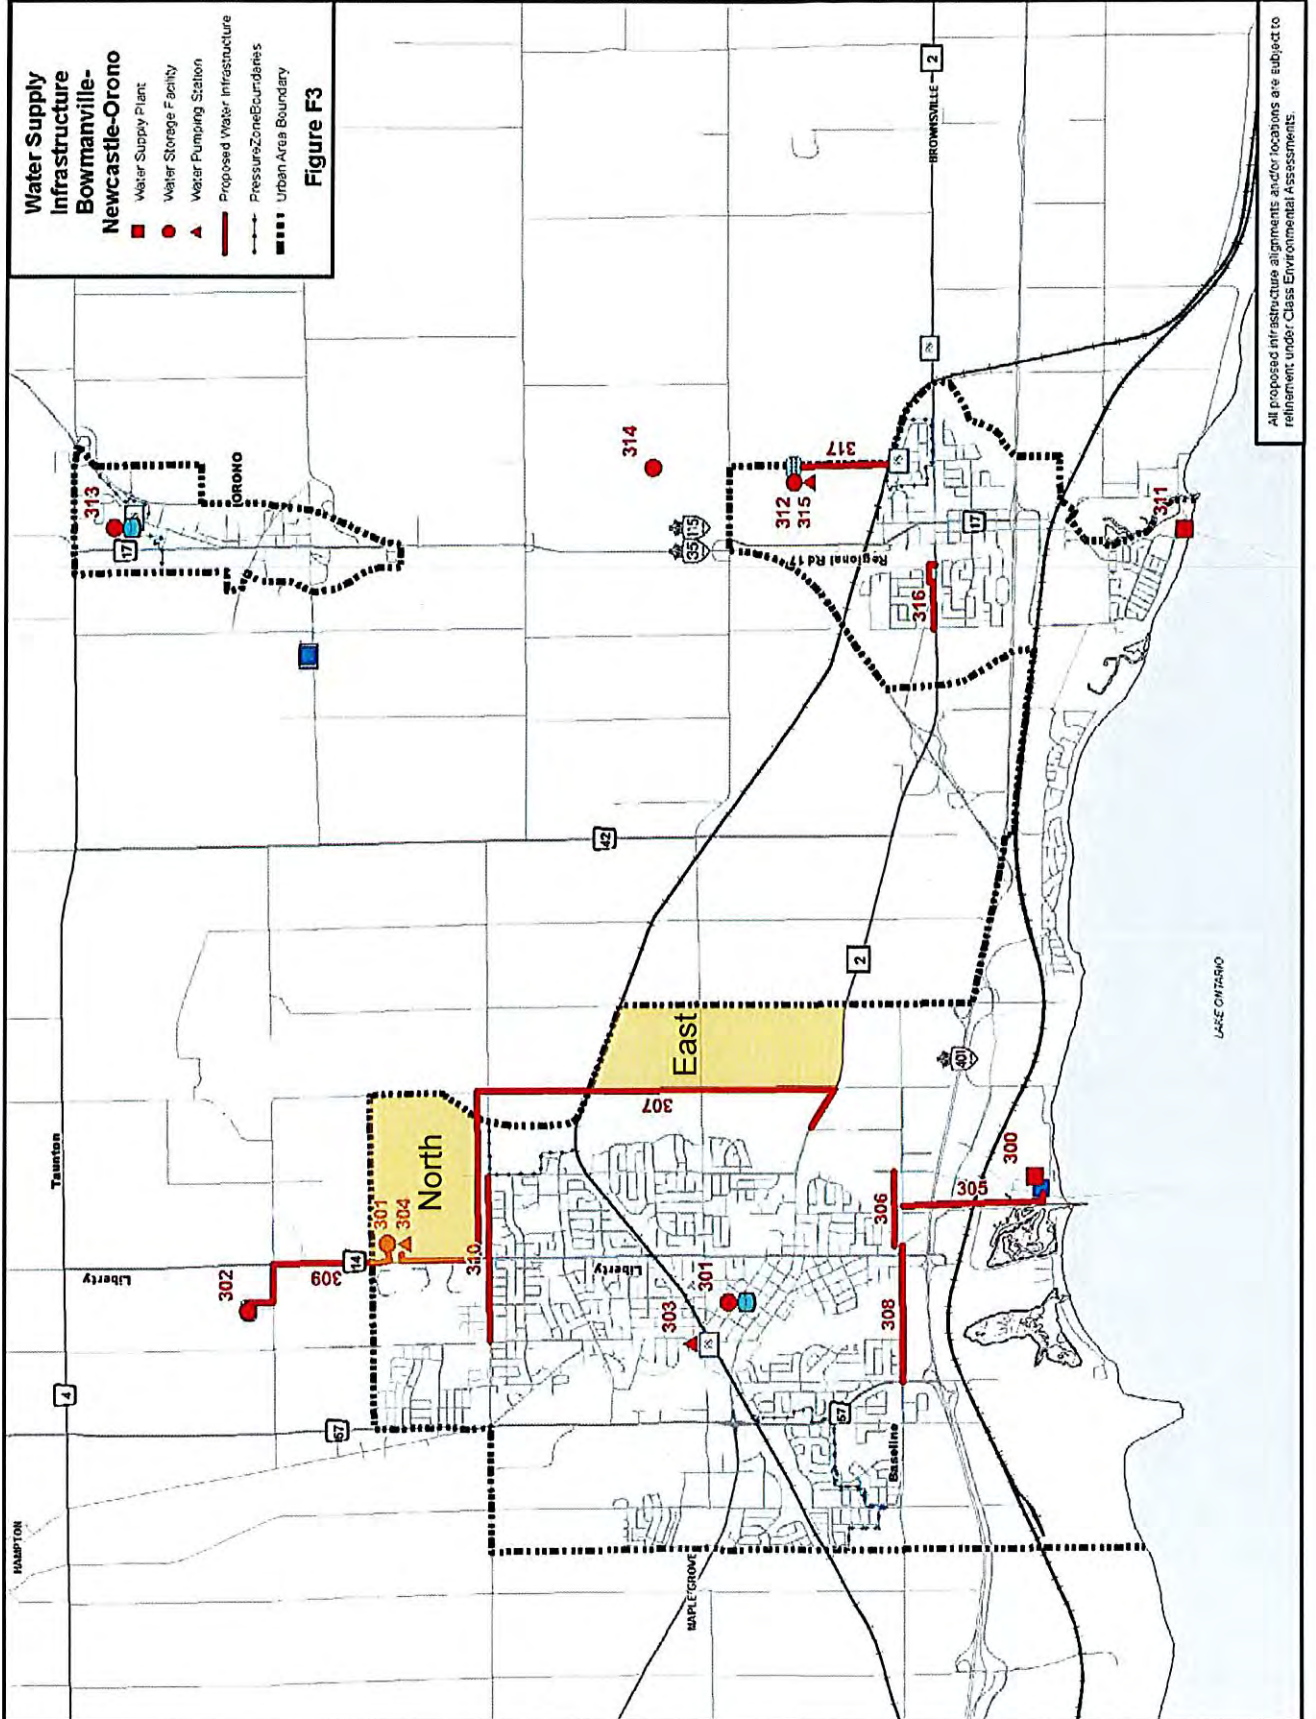 Water Supply
Infrastructure
Bowmanville-
Newcastle-Orono
Water Supply Plant
Water Storage Facility
Water Pumping Station
Proposed Water Infrastructure
PressureZoneBoundaries
Urban Area Boundary
Figure F3
HAMPTON
4
Taunton
57
Liberty
302
309
14
301
304
North
310
307
East
42
313
17
ORONO
314
35
115
312
315
317
PS
Regional Rd 17
316
17
311
2
BROWNSVILLE
PS
2
401
300
305
306
308
Liberty
301
303
PS
57
Baseline
MAPLE GROVE
LAKE ONTARIO
All proposed infrastructure alignments and/or locations are subject to
refinement under Class Environmental Assessments.